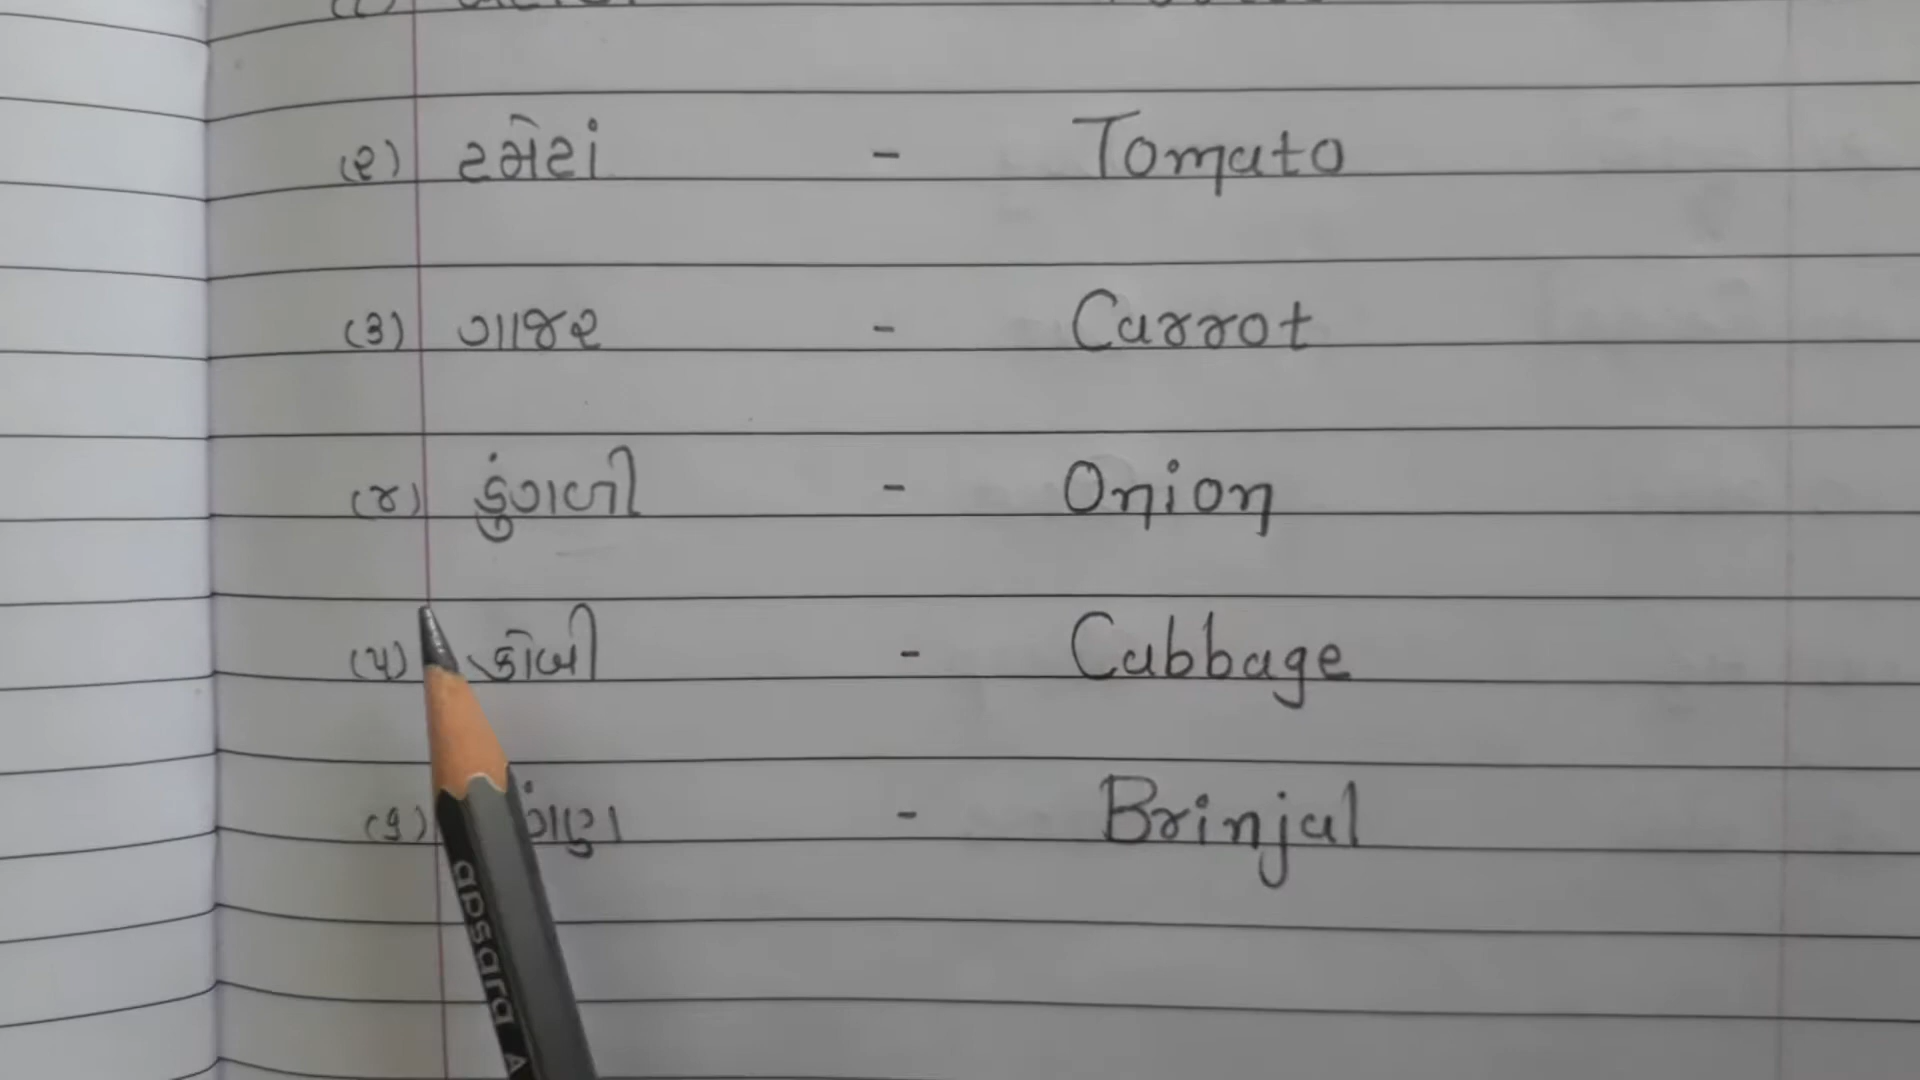 (૨) ટમેટાં - Tomato
(૩) ગાજર - Carrot
(૪) ડુંગળી - Onion
(૫) કોબી - Cabbage
(૬) - Brinjal
apsara